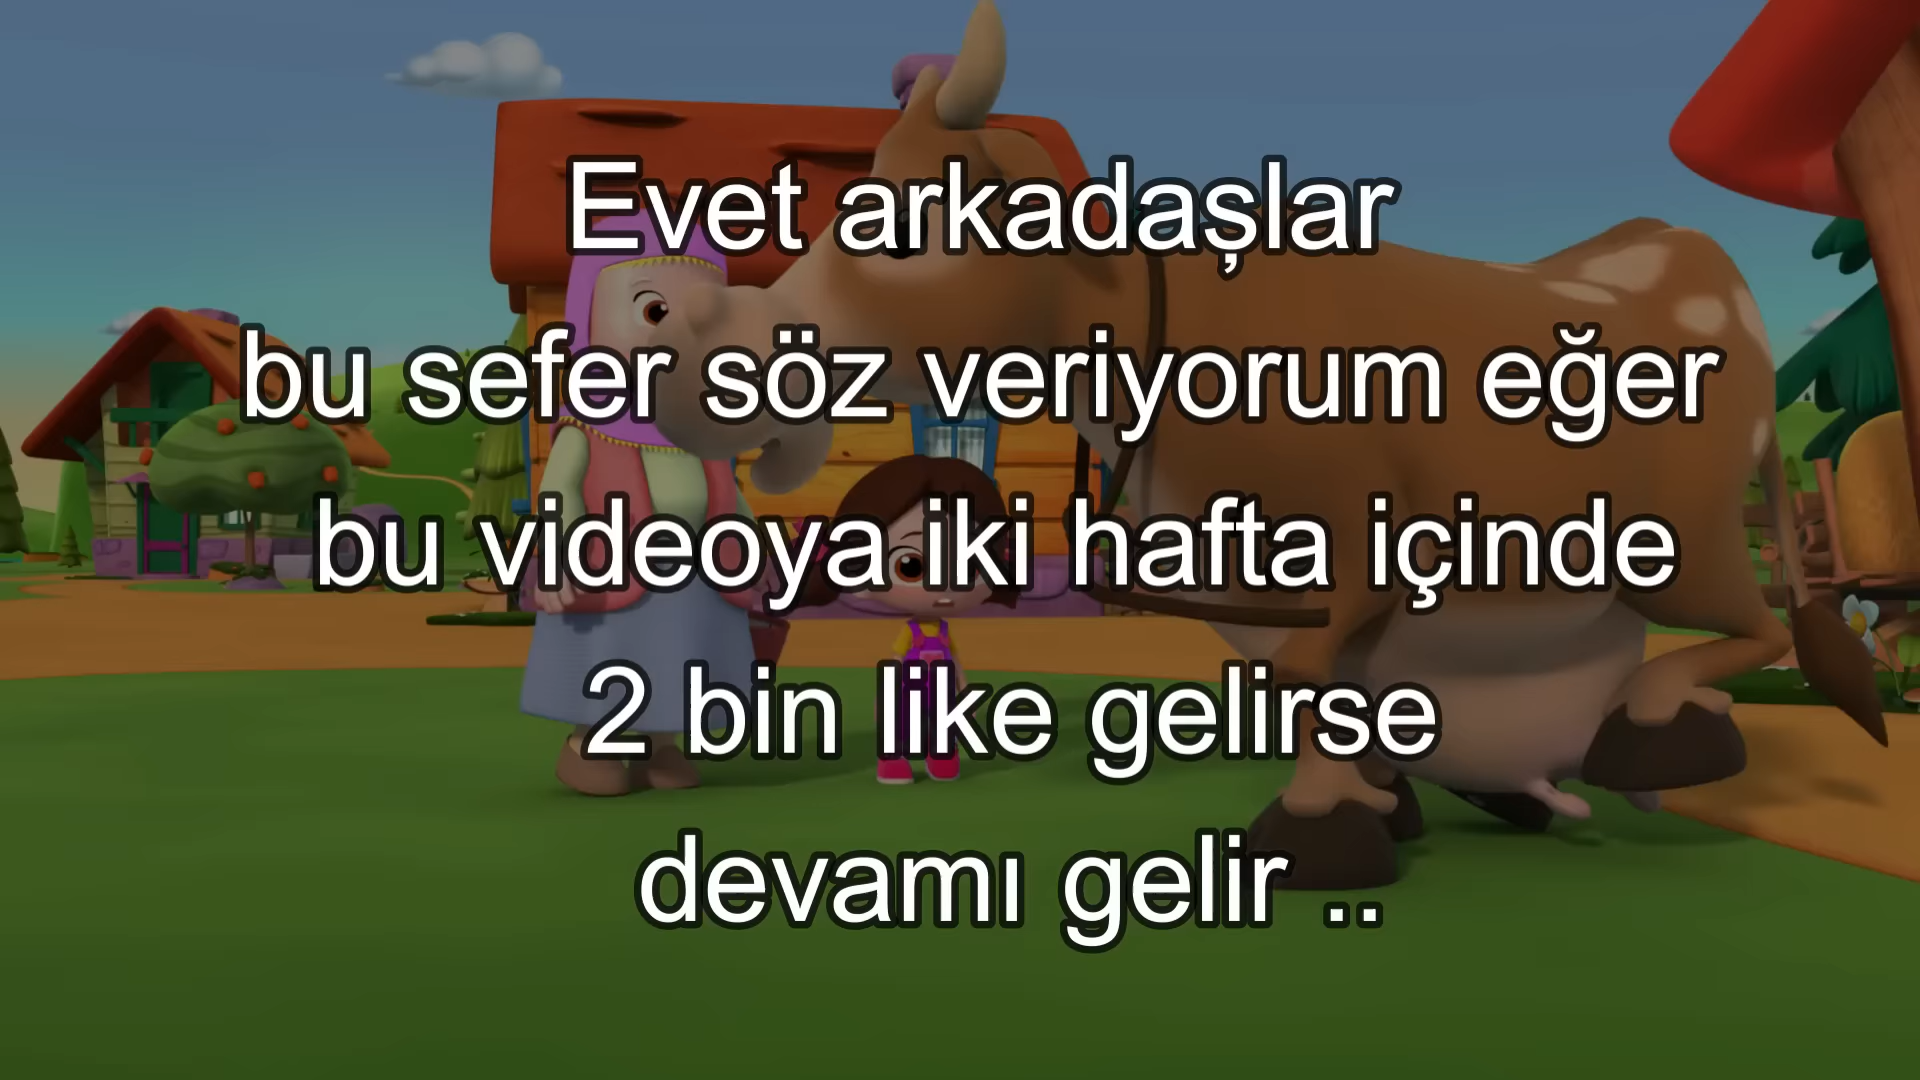 Evet arkadaşlar
bu sefer söz veriyorum eğer
bu videoya iki hafta içinde
2 bin like gelirse
devamı gelir ..